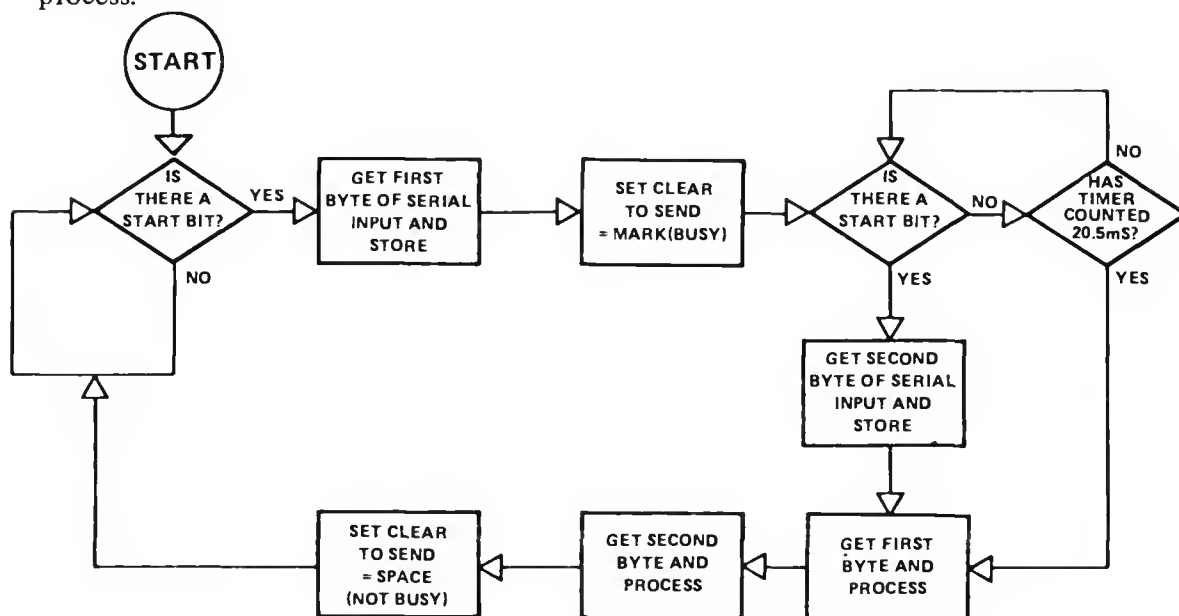 process.
START
IS
THERE A
START BIT?
YES
NO
GET FIRST
BYTE OF SERIAL
INPUT AND
STORE
SET CLEAR
TO SEND
= MARK(BUSY)
IS
THERE A
START BIT?
NO
YES
HAS
TIMER
COUNTED
20.5mS?
NO
YES
GET SECOND
BYTE OF SERIAL
INPUT AND
STORE
GET FIRST
BYTE AND
PROCESS
GET SECOND
BYTE AND
PROCESS
SET CLEAR
TO SEND
= SPACE
(NOT BUSY)